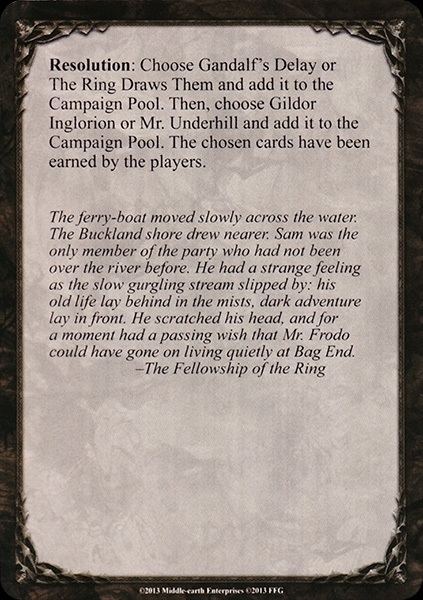 Resolution: Choose Gandalf's Delay or
The Ring Draws Them and add it to the
Campaign Pool. Then, choose Gildor
Inglorion or Mr. Underhill and add it to the
Campaign Pool. The chosen cards have been
earned by the players.
The ferry-boat moved slowly across the water.
The Buckland shore drew nearer. Sam was the
only member of the party who had not been
over the river before. He had a strange feeling
as the slow gurgling stream slipped by: his
old life lay behind in the mists, dark adventure
lay in front. He scratched his head, and for
a moment had a passing wish that Mr. Frodo
could have gone on living quietly at Bag End.
–The Fellowship of the Ring
©2013 Middle-earth Enterprises ©2013 FFG